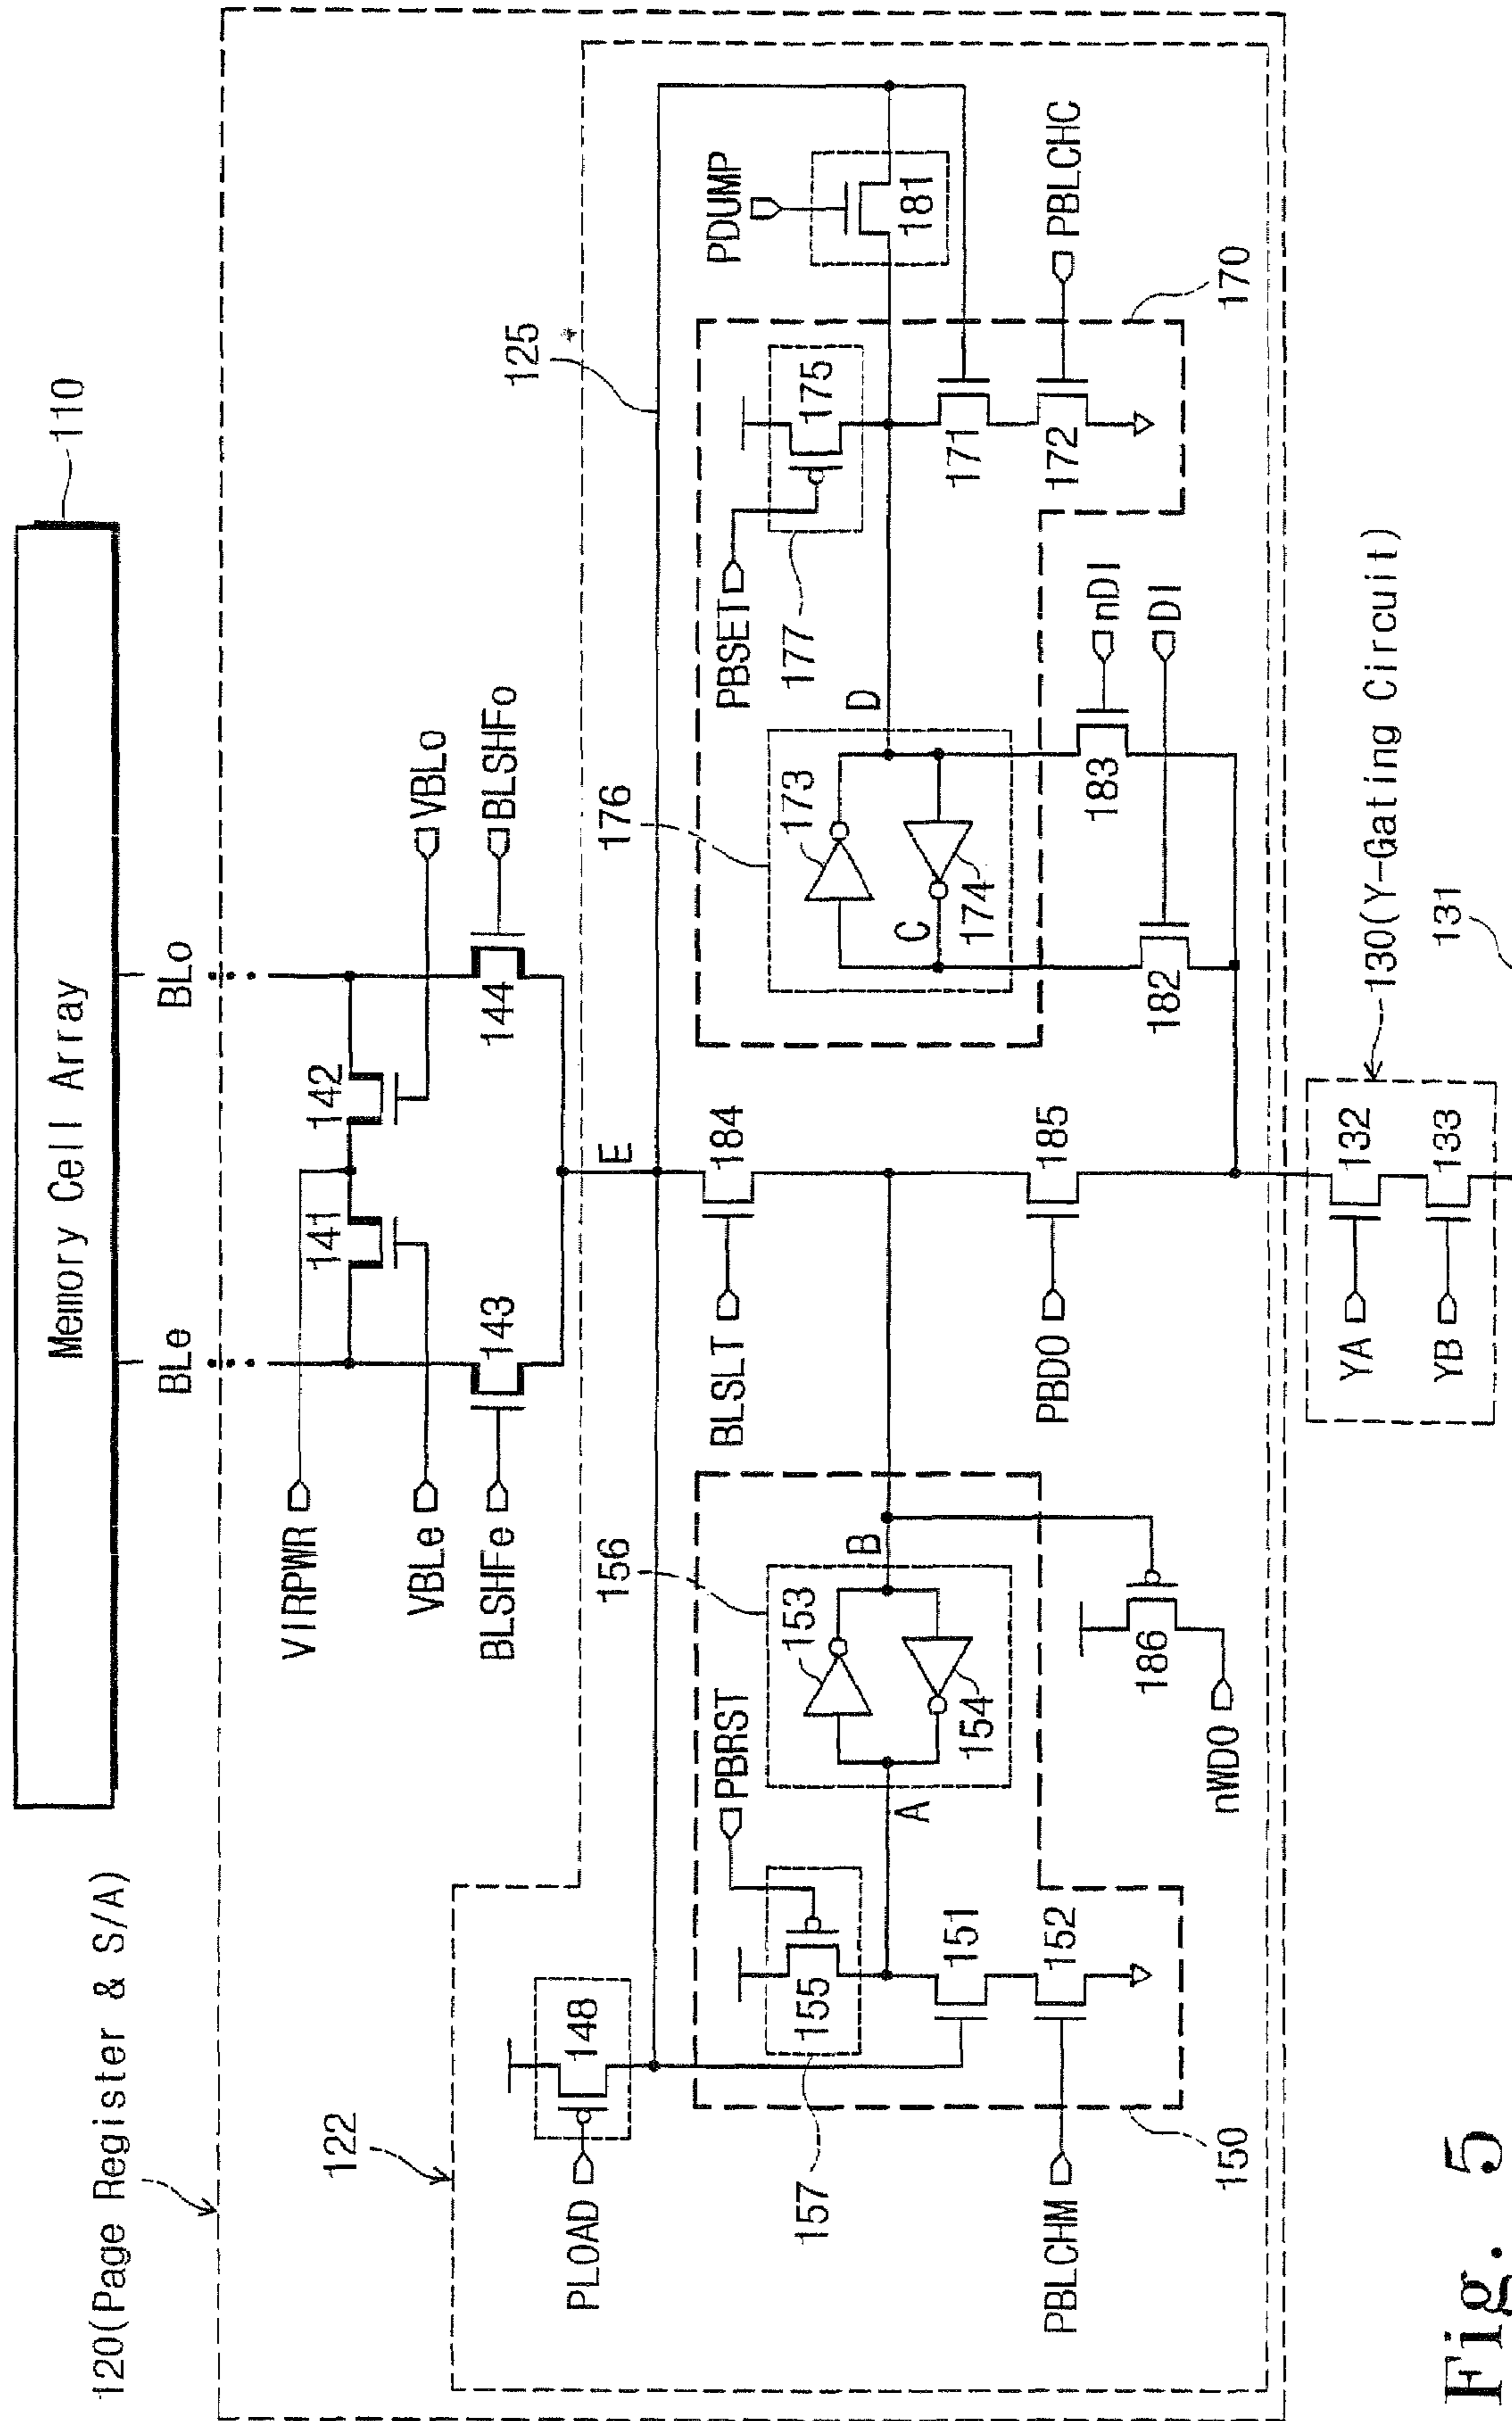 120(Page Register & S/A)
Memory Cell Array
110
BLe
BLo
VIRPWR
141
142
VBLe
VBLo
BLSHFe
143
144
BLSHFo
122
PLOAD
148
E
125
156
176
157
155
PBRST
153
154
A
B
BLSLT
184
C
D
173
174
PBSET
177
175
PDUMP
181
PBLCHM
151
152
150
nWDO
186
PBDO
185
182
183
nDI
DI
171
172
PBLCHC
170
YA
132
YB
133
130(Y-Gating Circuit)
131
Fig. 5